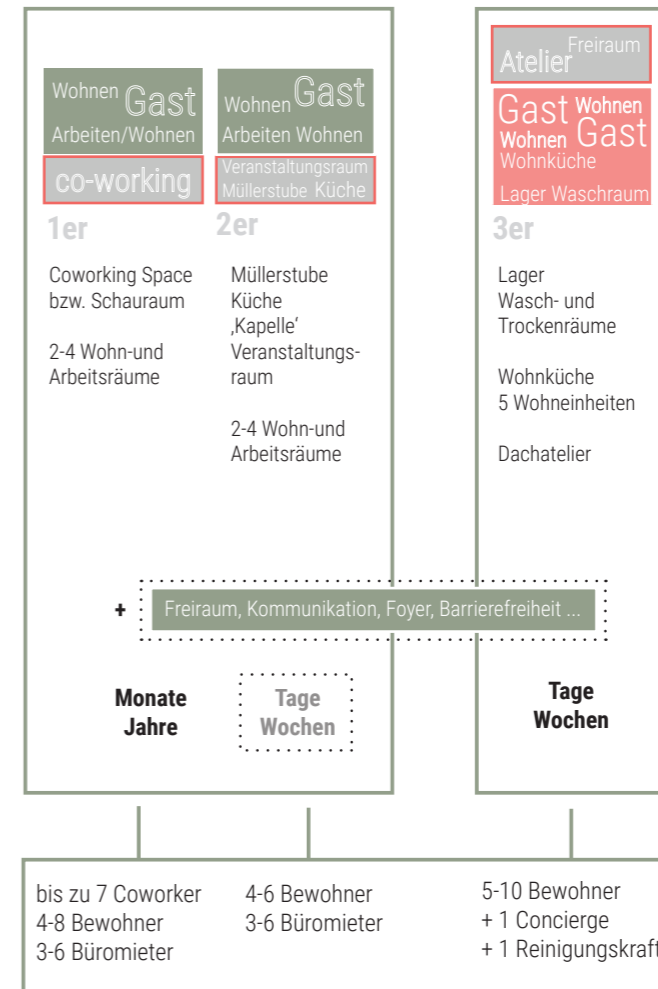 Wohnen Gast
Arbeiten/Wohnen
co-working
1er
Coworking Space
bzw. Schauraum
2-4 Wohn-und
Arbeitsräume
Wohnen Gast
Arbeiten Wohnen
Veranstaltungsraum
Müllerstube Küche
2er
Müllerstube
Küche
‚Kapelle‘
Veranstaltungs-
raum
2-4 Wohn-und
Arbeitsräume
Freiraum
Atelier
Gast Wohnen
Wohnen Gast
Wohnküche
Lager Waschraum
3er
Lager
Wasch- und
Trockenräume
Wohnküche
5 Wohneinheiten
Dachatelier
+ Freiraum, Kommunikation, Foyer, Barrierefreiheit ...
Monate
Jahre
Tage
Wochen
Tage
Wochen
bis zu 7 Coworker
4-8 Bewohner
3-6 Büromieter
4-6 Bewohner
3-6 Büromieter
5-10 Bewohner
+ 1 Concierge
+ 1 Reinigungskraft